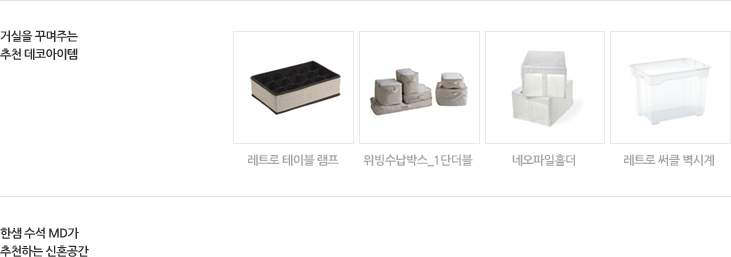 거실을 꾸며주는
추천 데코아이템
레트로 테이블 램프
위빙수납박스_1단더블
네오파일홀더
레트로 써클 벽시계
한샘 수석 MD가
추천하는 신혼공간